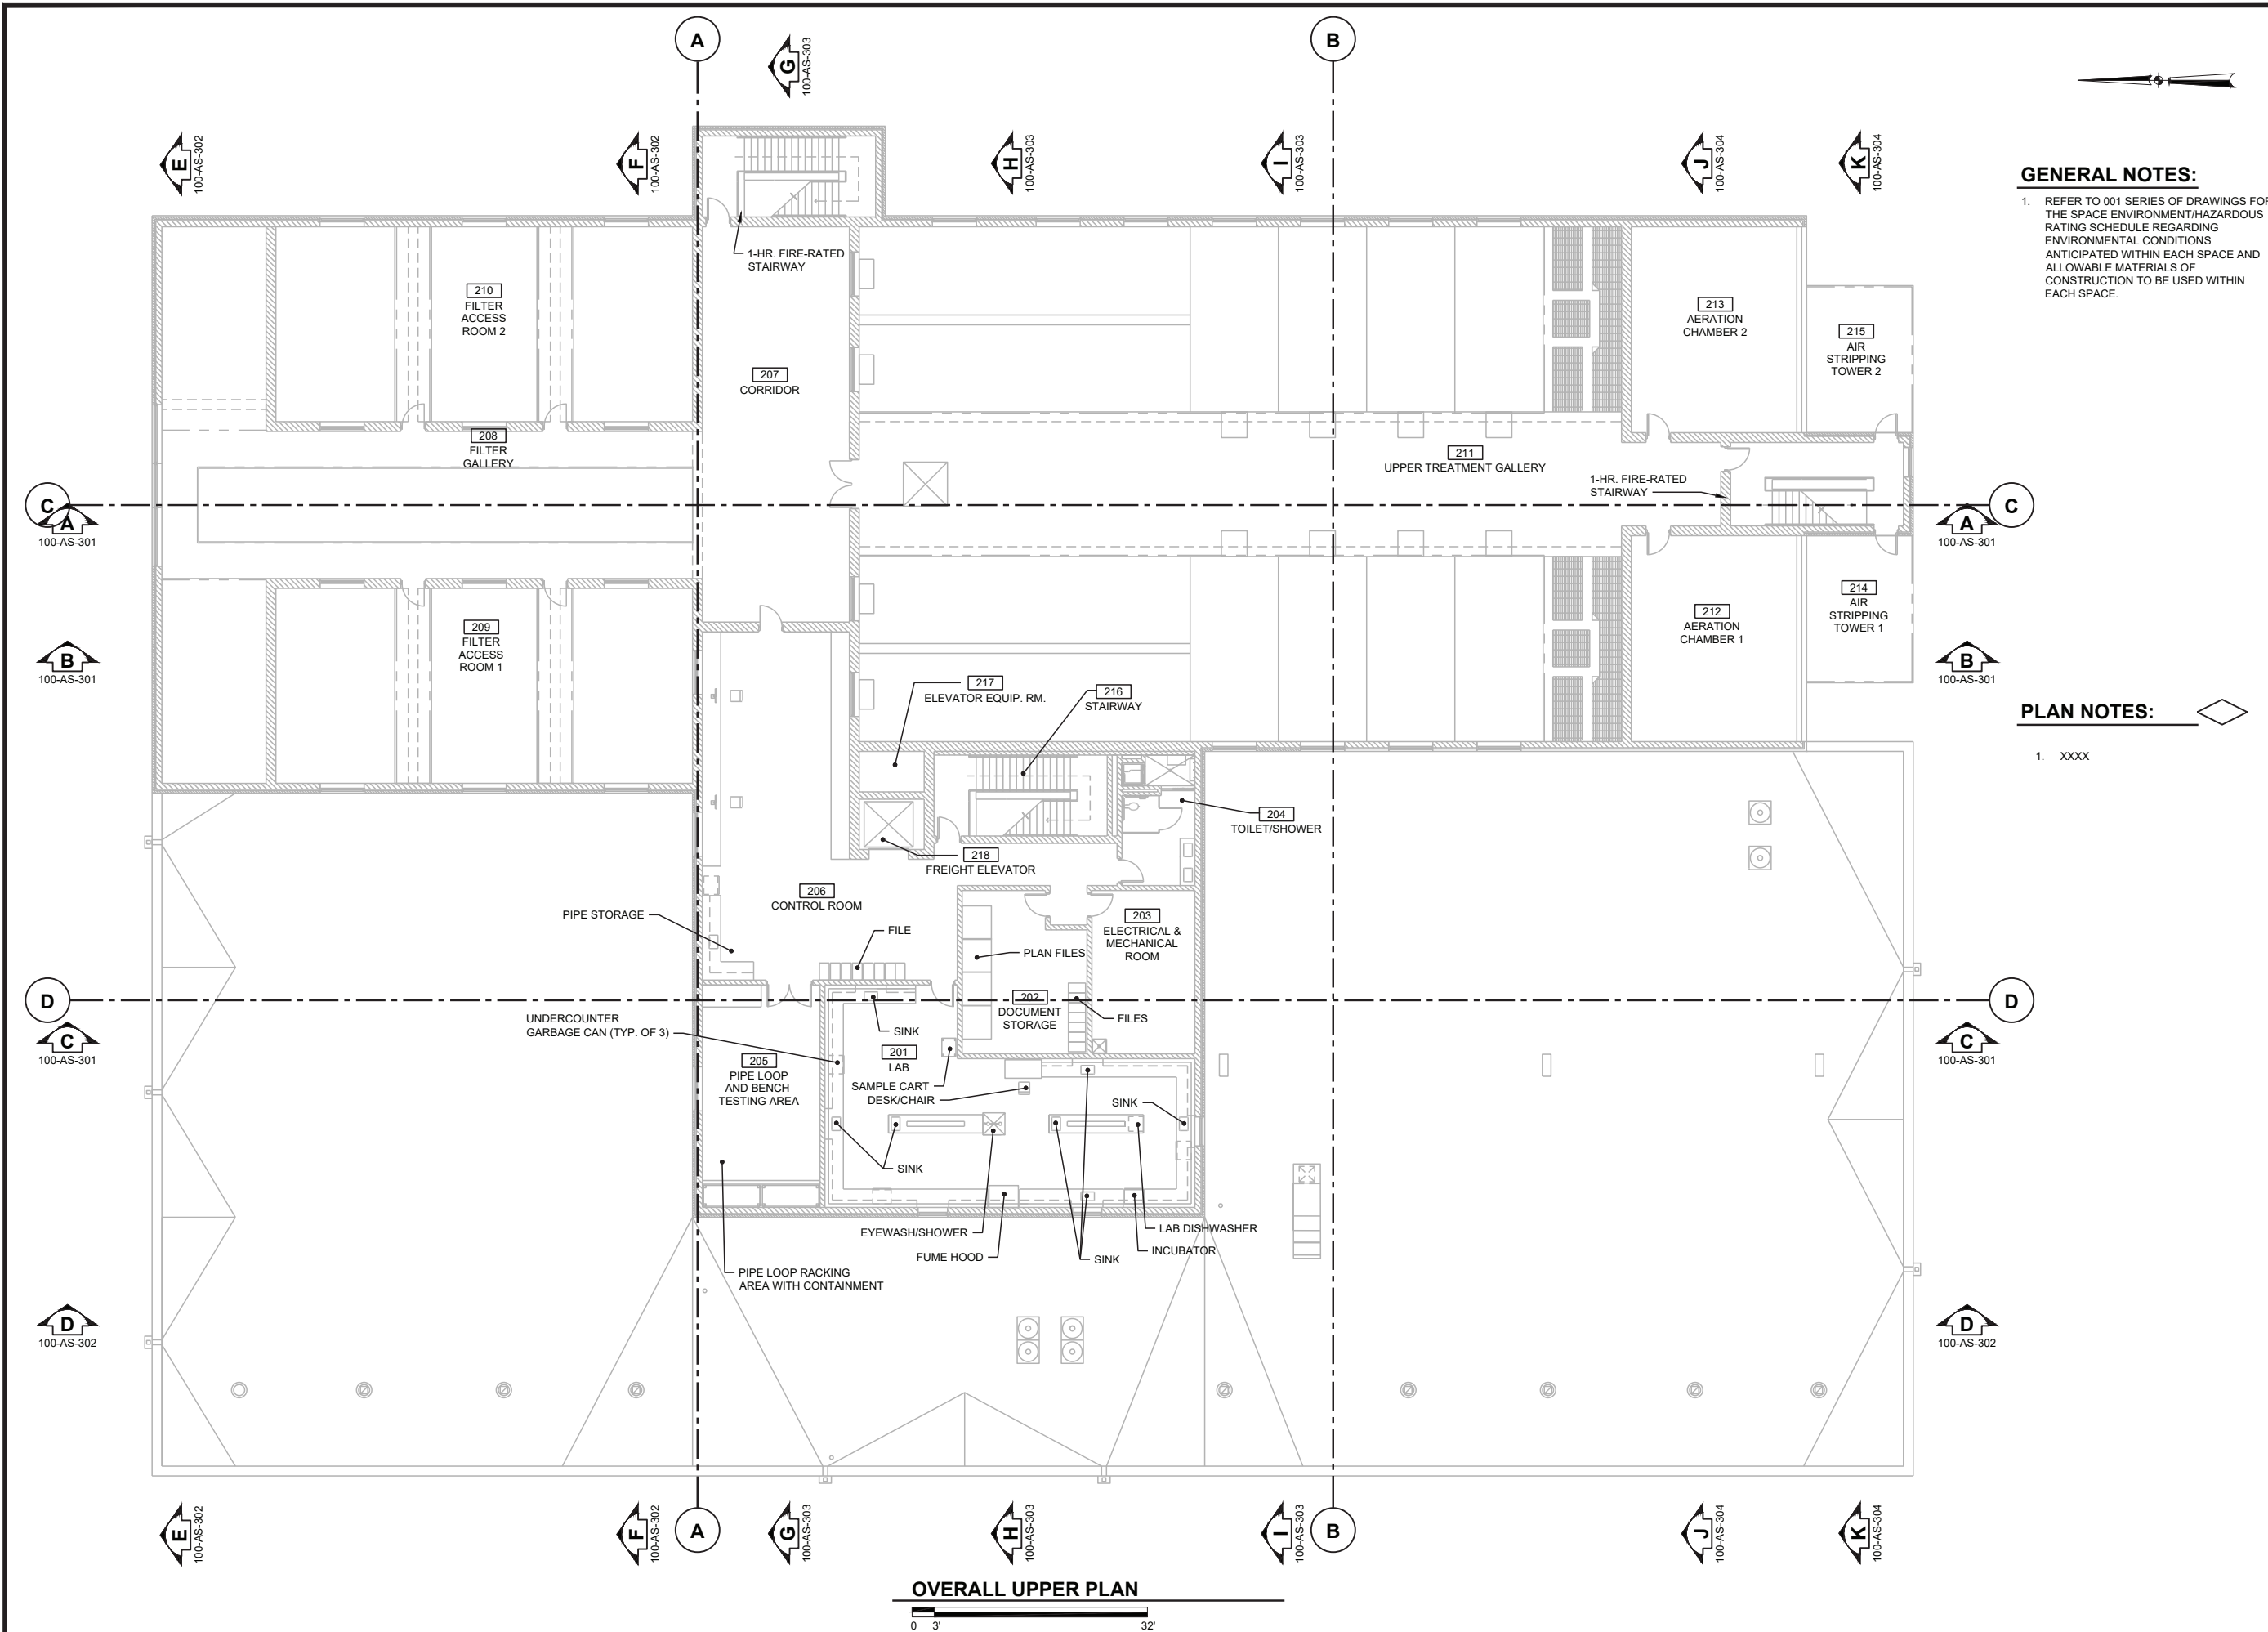 A
B
G
100-AS-303
E
100-AS-302
F
100-AS-302
H
100-AS-303
I
100-AS-303
J
100-AS-304
K
100-AS-304
GENERAL NOTES:
1. REFER TO 001 SERIES OF DRAWINGS FOR
THE SPACE ENVIRONMENT/HAZARDOUS
RATING SCHEDULE REGARDING
ENVIRONMENTAL CONDITIONS
ANTICIPATED WITHIN EACH SPACE AND
ALLOWABLE MATERIALS OF
CONSTRUCTION TO BE USED WITHIN
EACH SPACE.
1-HR. FIRE-RATED
STAIRWAY
210
FILTER
ACCESS
ROOM 2
213
AERATION
CHAMBER 2
215
AIR
STRIPPING
TOWER 2
207
CORRIDOR
208
FILTER
GALLERY
211
UPPER TREATMENT GALLERY
1-HR. FIRE-RATED
STAIRWAY
C
A
100-AS-301
C
A
100-AS-301
209
FILTER
ACCESS
ROOM 1
212
AERATION
CHAMBER 1
214
AIR
STRIPPING
TOWER 1
B
100-AS-301
B
100-AS-301
217
ELEVATOR EQUIP. RM.
216
STAIRWAY
PLAN NOTES:
1. XXXX
204
TOILET/SHOWER
218
FREIGHT ELEVATOR
206
CONTROL ROOM
PIPE STORAGE
FILE
203
ELECTRICAL &
MECHANICAL
ROOM
PLAN FILES
D
D
202
DOCUMENT
STORAGE
FILES
UNDERCOUNTER
GARBAGE CAN (TYP. OF 3)
SINK
C
100-AS-301
C
100-AS-301
201
LAB
205
PIPE LOOP
AND BENCH
TESTING AREA
SAMPLE CART
DESK/CHAIR
SINK
SINK
EYEWASH/SHOWER
LAB DISHWASHER
FUME HOOD
SINK
INCUBATOR
PIPE LOOP RACKING
AREA WITH CONTAINMENT
D
100-AS-302
D
100-AS-302
E
100-AS-302
F
100-AS-302
A
G
100-AS-303
H
100-AS-303
I
100-AS-303
B
J
100-AS-304
K
100-AS-304
OVERALL UPPER PLAN
0 3' 32'